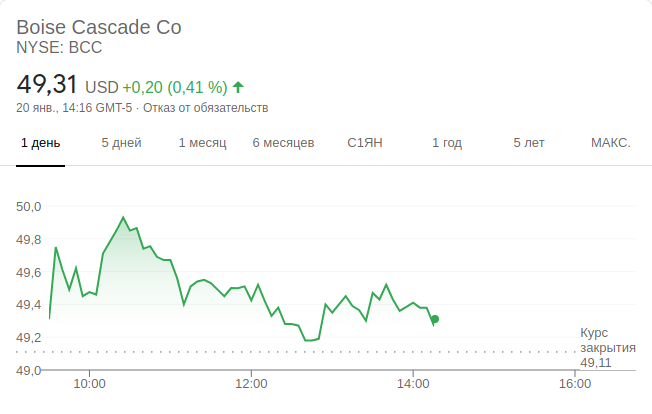 Boise Cascade Co
NYSE: BCC
49,31 USD +0,20 (0,41 %)
20 янв., 14:16 GMT-5 · Отказ от обязательств
1 день 5 дней 1 месяц 6 месяцев С1ЯН 1 год 5 лет МАКС.
50,0
49,8
49,6
49,4
49,2
49,0
Курс
закрытия
49,11
10:00 12:00 14:00 16:00